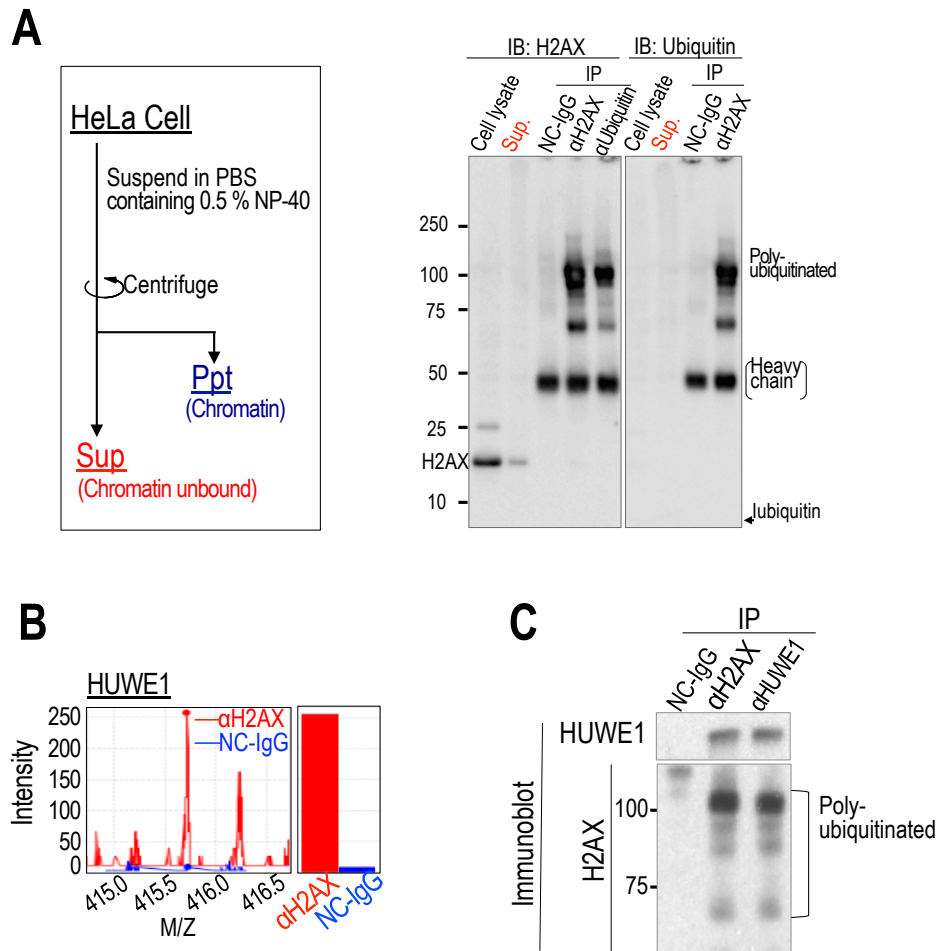 A
HeLa Cell
Suspend in PBS
containing 0.5 % NP-40
Centrifuge
Ppt
(Chromatin)
Sup
(Chromatin unbound)
IB: H2AX
IB: Ubiquitin
IP
IP
Cell lysate
Sup.
NC-IgG
αH2AX
αUbiquitin
Cell lysate
Sup.
NC-IgG
αH2AX
250
100
75
50
25
H2AX
10
Poly-
ubiquitinated
Heavy
chain
Iubiquitin
B
HUWE1
αH2AX
NC-IgG
Intensity
250
200
150
100
50
0
415.0
415.5
416.0
416.5
M/Z
αH2AX
NC-IgG
C
IP
NC-IgG
αH2AX
αHUWE1
Immunoblot
HUWE1
H2AX
100
75
Poly-
ubiquitinated